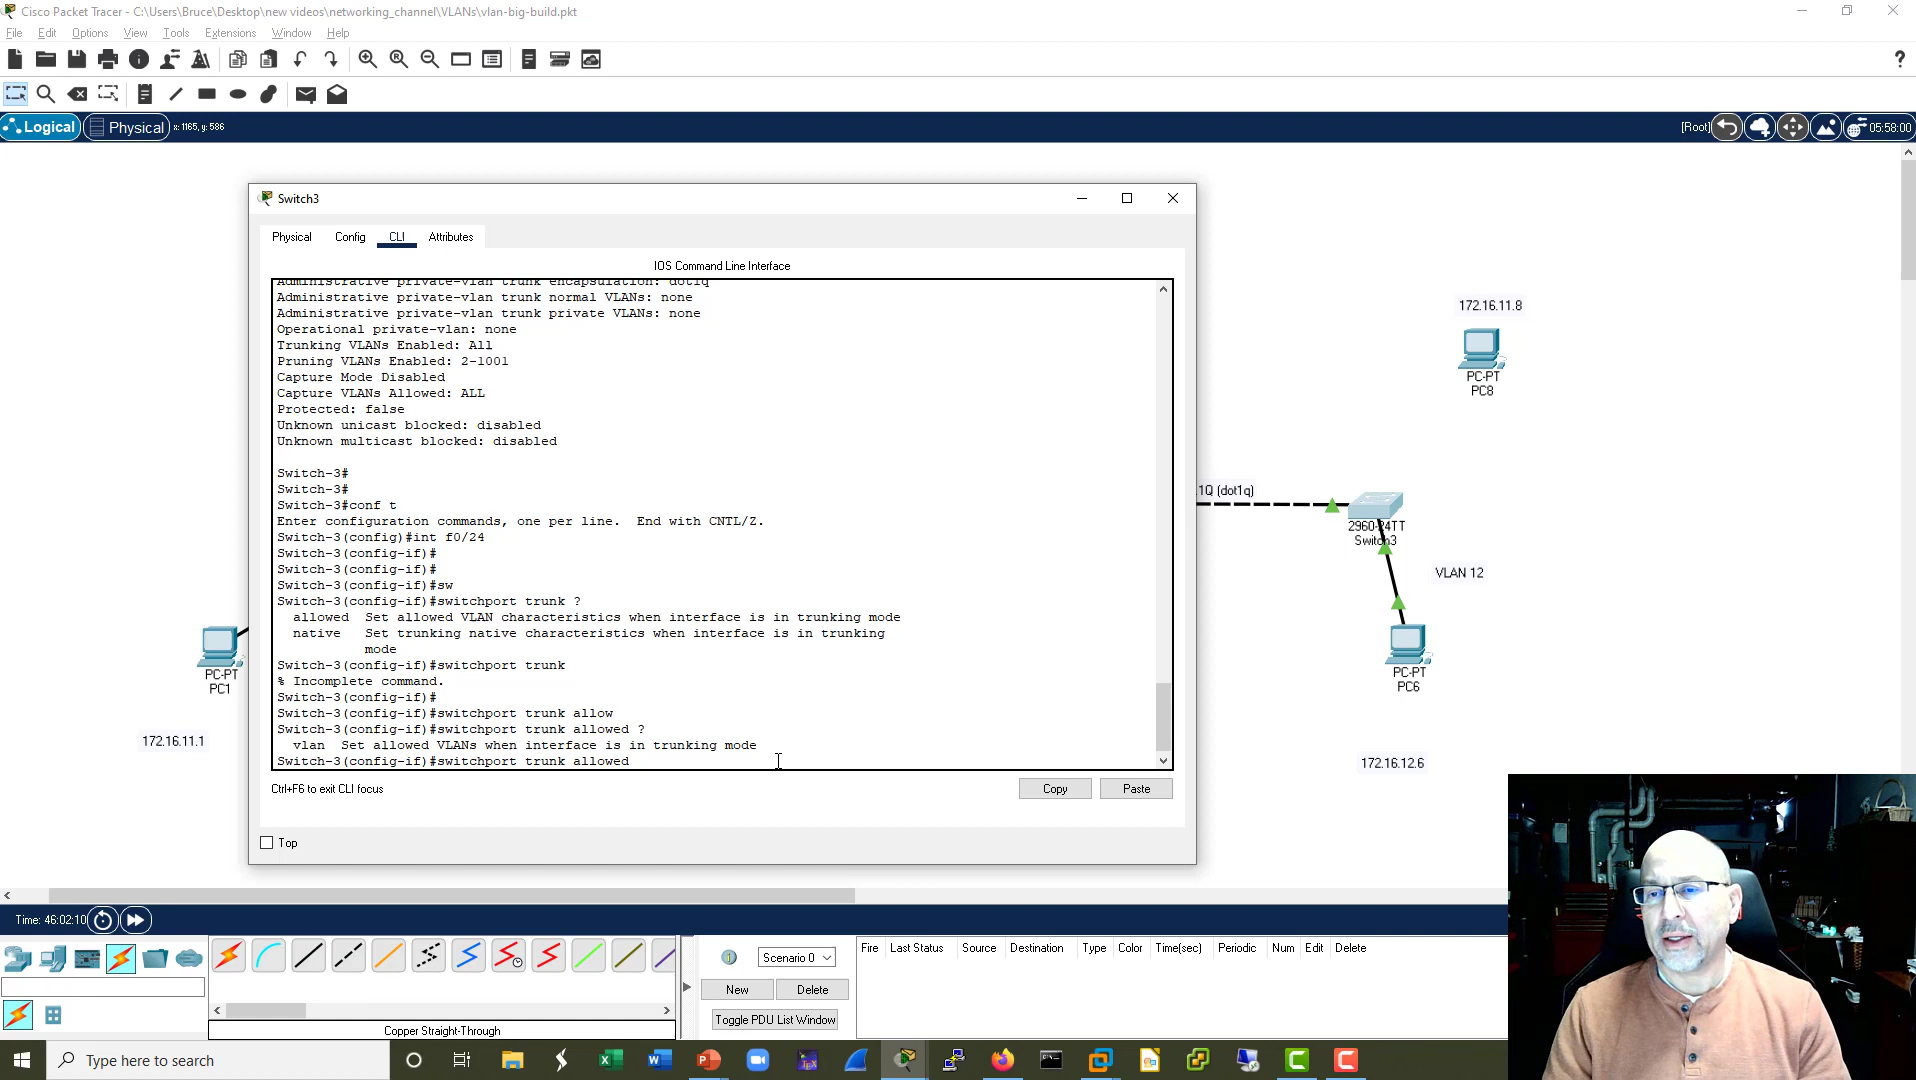 Cisco Packet Tracer - C:\Users\Bruce\Desktop\new videos\networking_channel\VLANs\vlan-big-build.pkt
File Edit Options View Tools Extensions Window Help
Logical Physical x: 1165, y: 586 [Root] 05:58:00
Switch3
Physical Config CLI Attributes
IOS Command Line Interface
Administrative private-vlan trunk encapsulation: dot1q
Administrative private-vlan trunk normal VLANs: none
Administrative private-vlan trunk private VLANs: none
Operational private-vlan: none
Trunking VLANs Enabled: All
Pruning VLANs Enabled: 2-1001
Capture Mode Disabled
Capture VLANs Allowed: ALL
Protected: false
Unknown unicast blocked: disabled
Unknown multicast blocked: disabled
Switch-3#
Switch-3#
Switch-3#conf t
Enter configuration commands, one per line.  End with CNTL/Z.
Switch-3(config)#int f0/24
Switch-3(config-if)#
Switch-3(config-if)#
Switch-3(config-if)#sw
Switch-3(config-if)#switchport trunk ?
allowed  Set allowed VLAN characteristics when interface is in trunking mode
native   Set trunking native characteristics when interface is in trunking
mode
Switch-3(config-if)#switchport trunk
% Incomplete command.
Switch-3(config-if)#
Switch-3(config-if)#switchport trunk allow
Switch-3(config-if)#switchport trunk allowed ?
vlan  Set allowed VLANs when interface is in trunking mode
Switch-3(config-if)#switchport trunk allowed
Ctrl+F6 to exit CLI focus
Copy Paste
Top
PC-PT
PC1
172.16.11.1
172.16.11.8
PC-PT
PC8
.1Q (dot1q)
2960-24TT
Switch3
VLAN 12
PC-PT
PC6
172.16.12.6
Time: 46:02:10
Scenario 0
New Delete
Toggle PDU List Window
Fire Last Status Source Destination Type Color Time(sec) Periodic Num Edit Delete
Copper Straight-Through
Type here to search